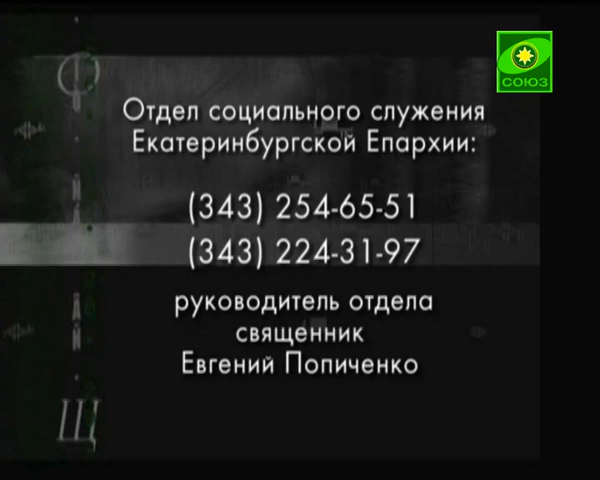 СОЮЗ
Отдел социального служения
Екатеринбургской Епархии:
(343) 254-65-51
(343) 224-31-97
руководитель отдела
священник
Евгений Попиченко
Ф
Щ